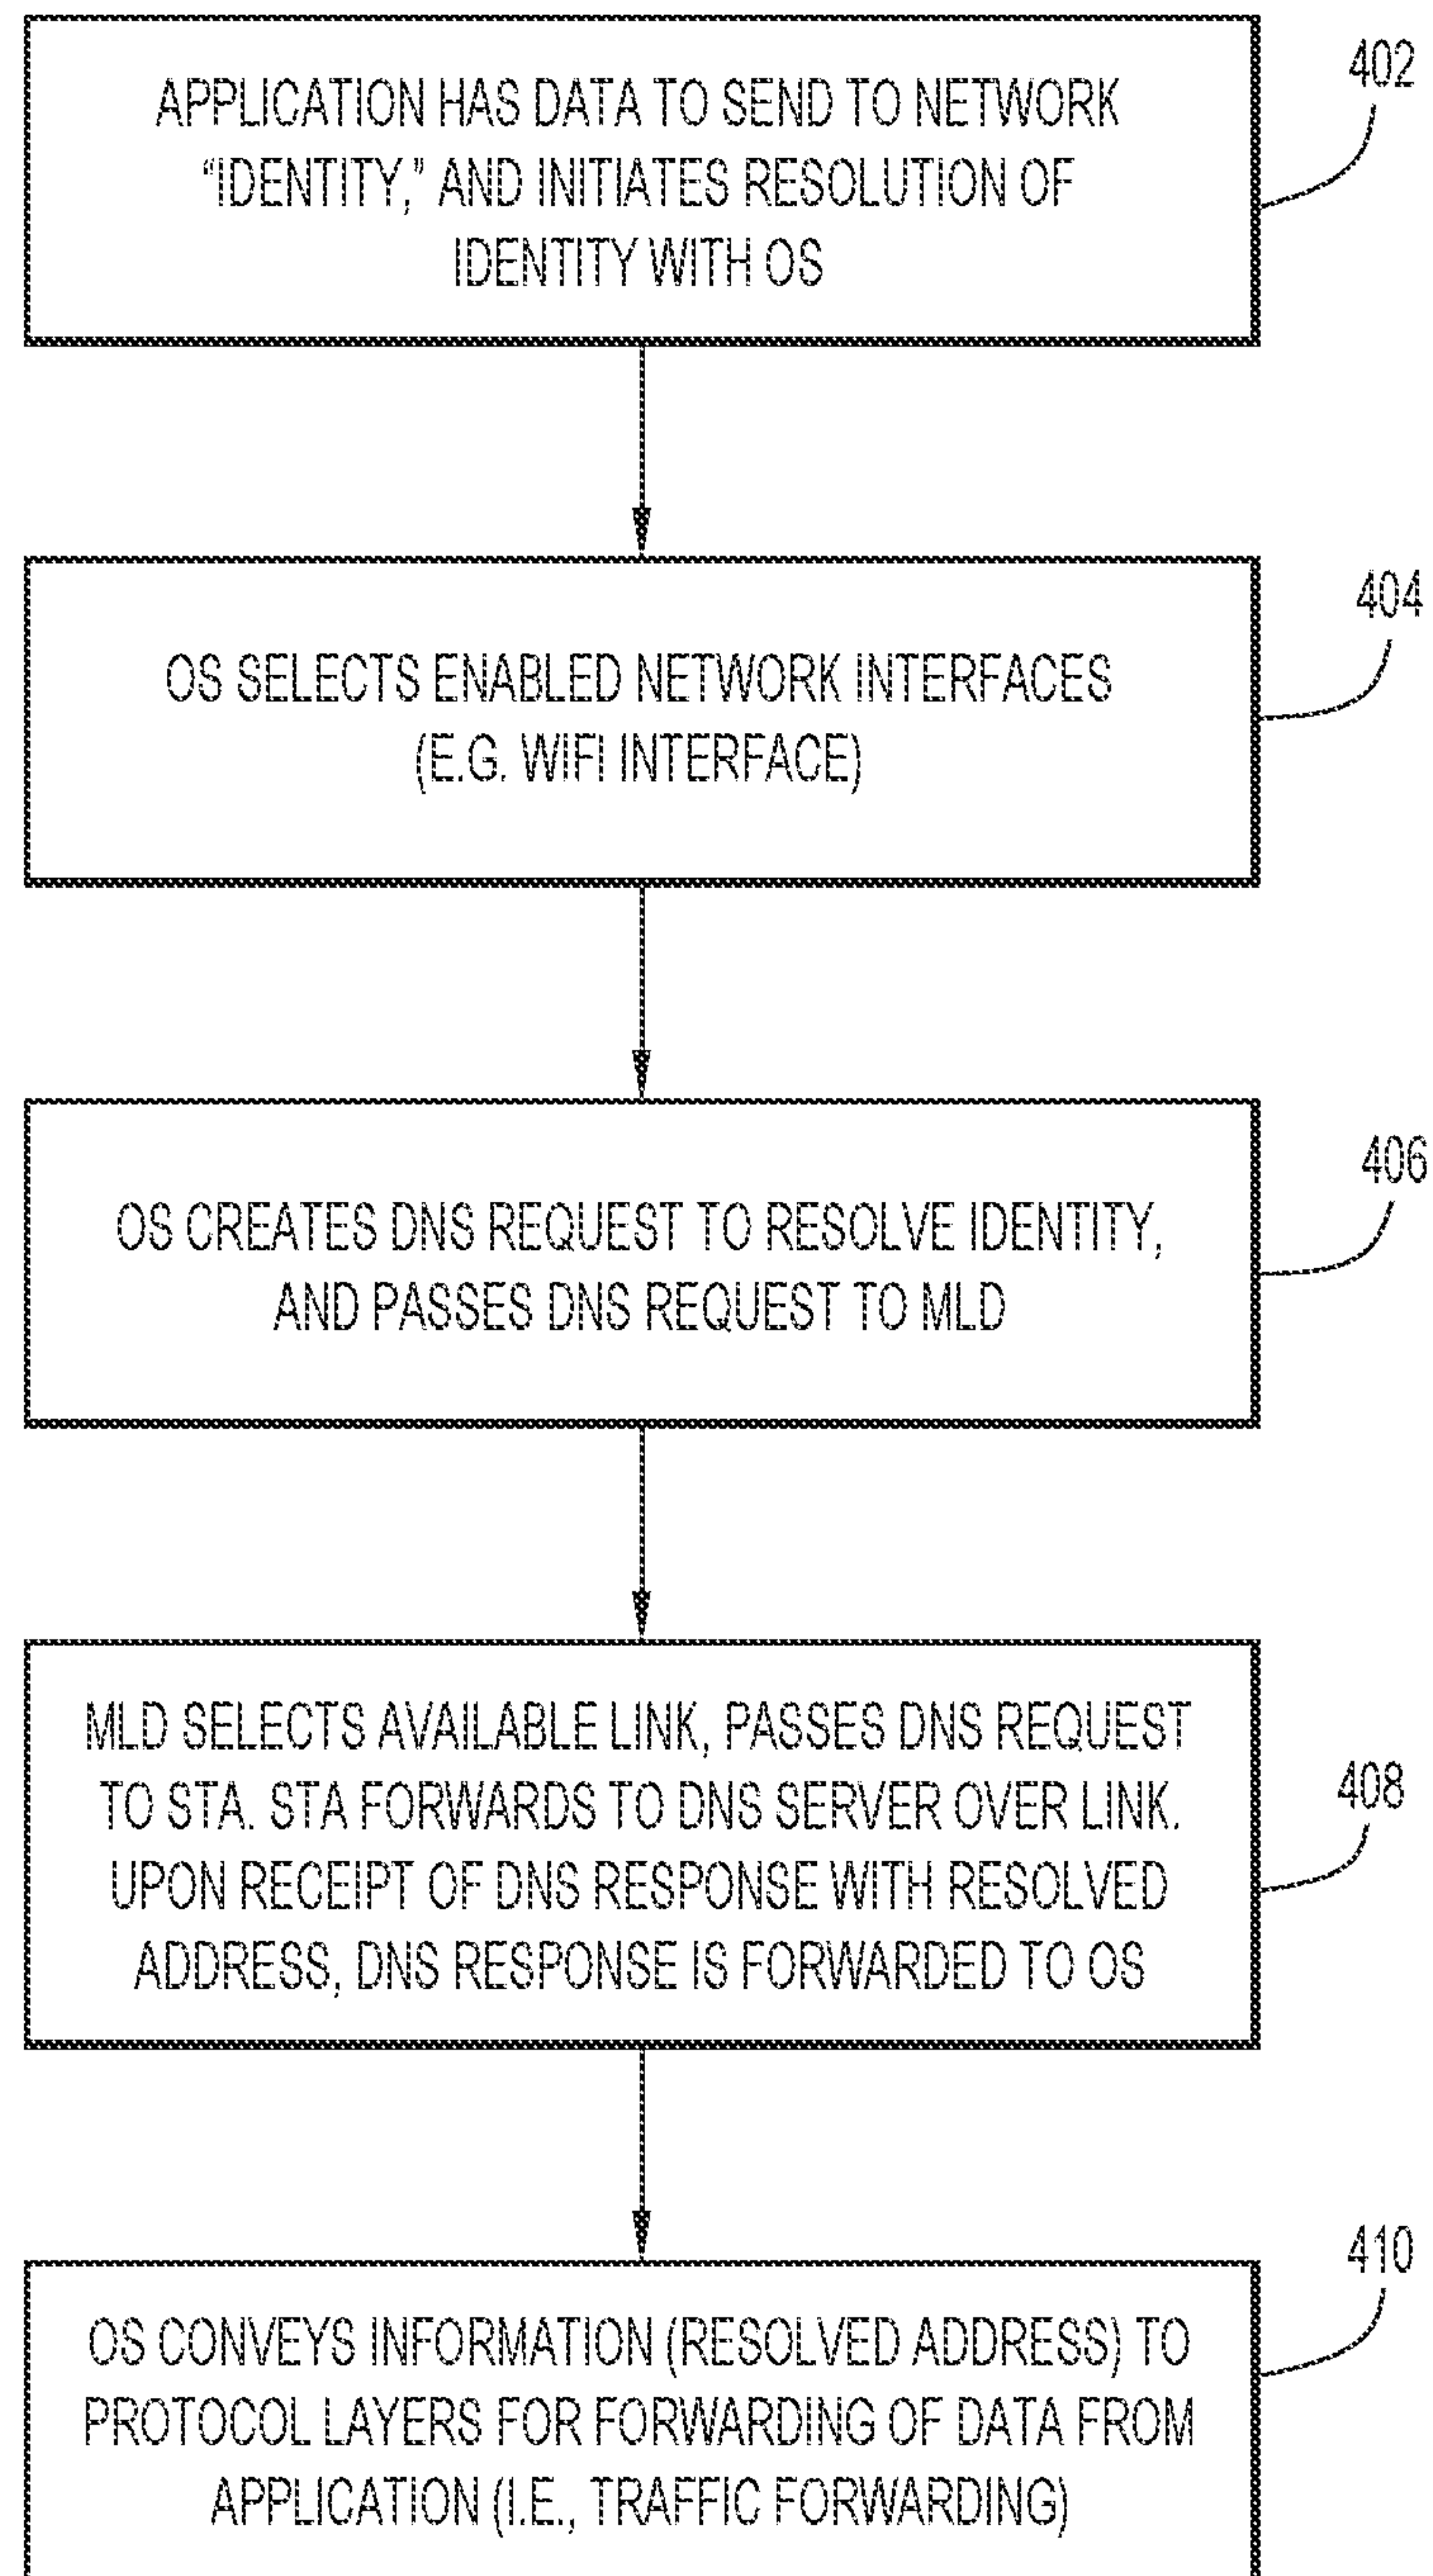 402
APPLICATION HAS DATA TO SEND TO NETWORK
“IDENTITY,” AND INITIATES RESOLUTION OF
IDENTITY WITH OS
404
OS SELECTS ENABLED NETWORK INTERFACES
(E.G. WIFI INTERFACE)
406
OS CREATES DNS REQUEST TO RESOLVE IDENTITY,
AND PASSES DNS REQUEST TO MLD
408
MLD SELECTS AVAILABLE LINK, PASSES DNS REQUEST
TO STA. STA FORWARDS TO DNS SERVER OVER LINK.
UPON RECEIPT OF DNS RESPONSE WITH RESOLVED
ADDRESS, DNS RESPONSE IS FORWARDED TO OS
410
OS CONVEYS INFORMATION (RESOLVED ADDRESS) TO
PROTOCOL LAYERS FOR FORWARDING OF DATA FROM
APPLICATION (I.E., TRAFFIC FORWARDING)